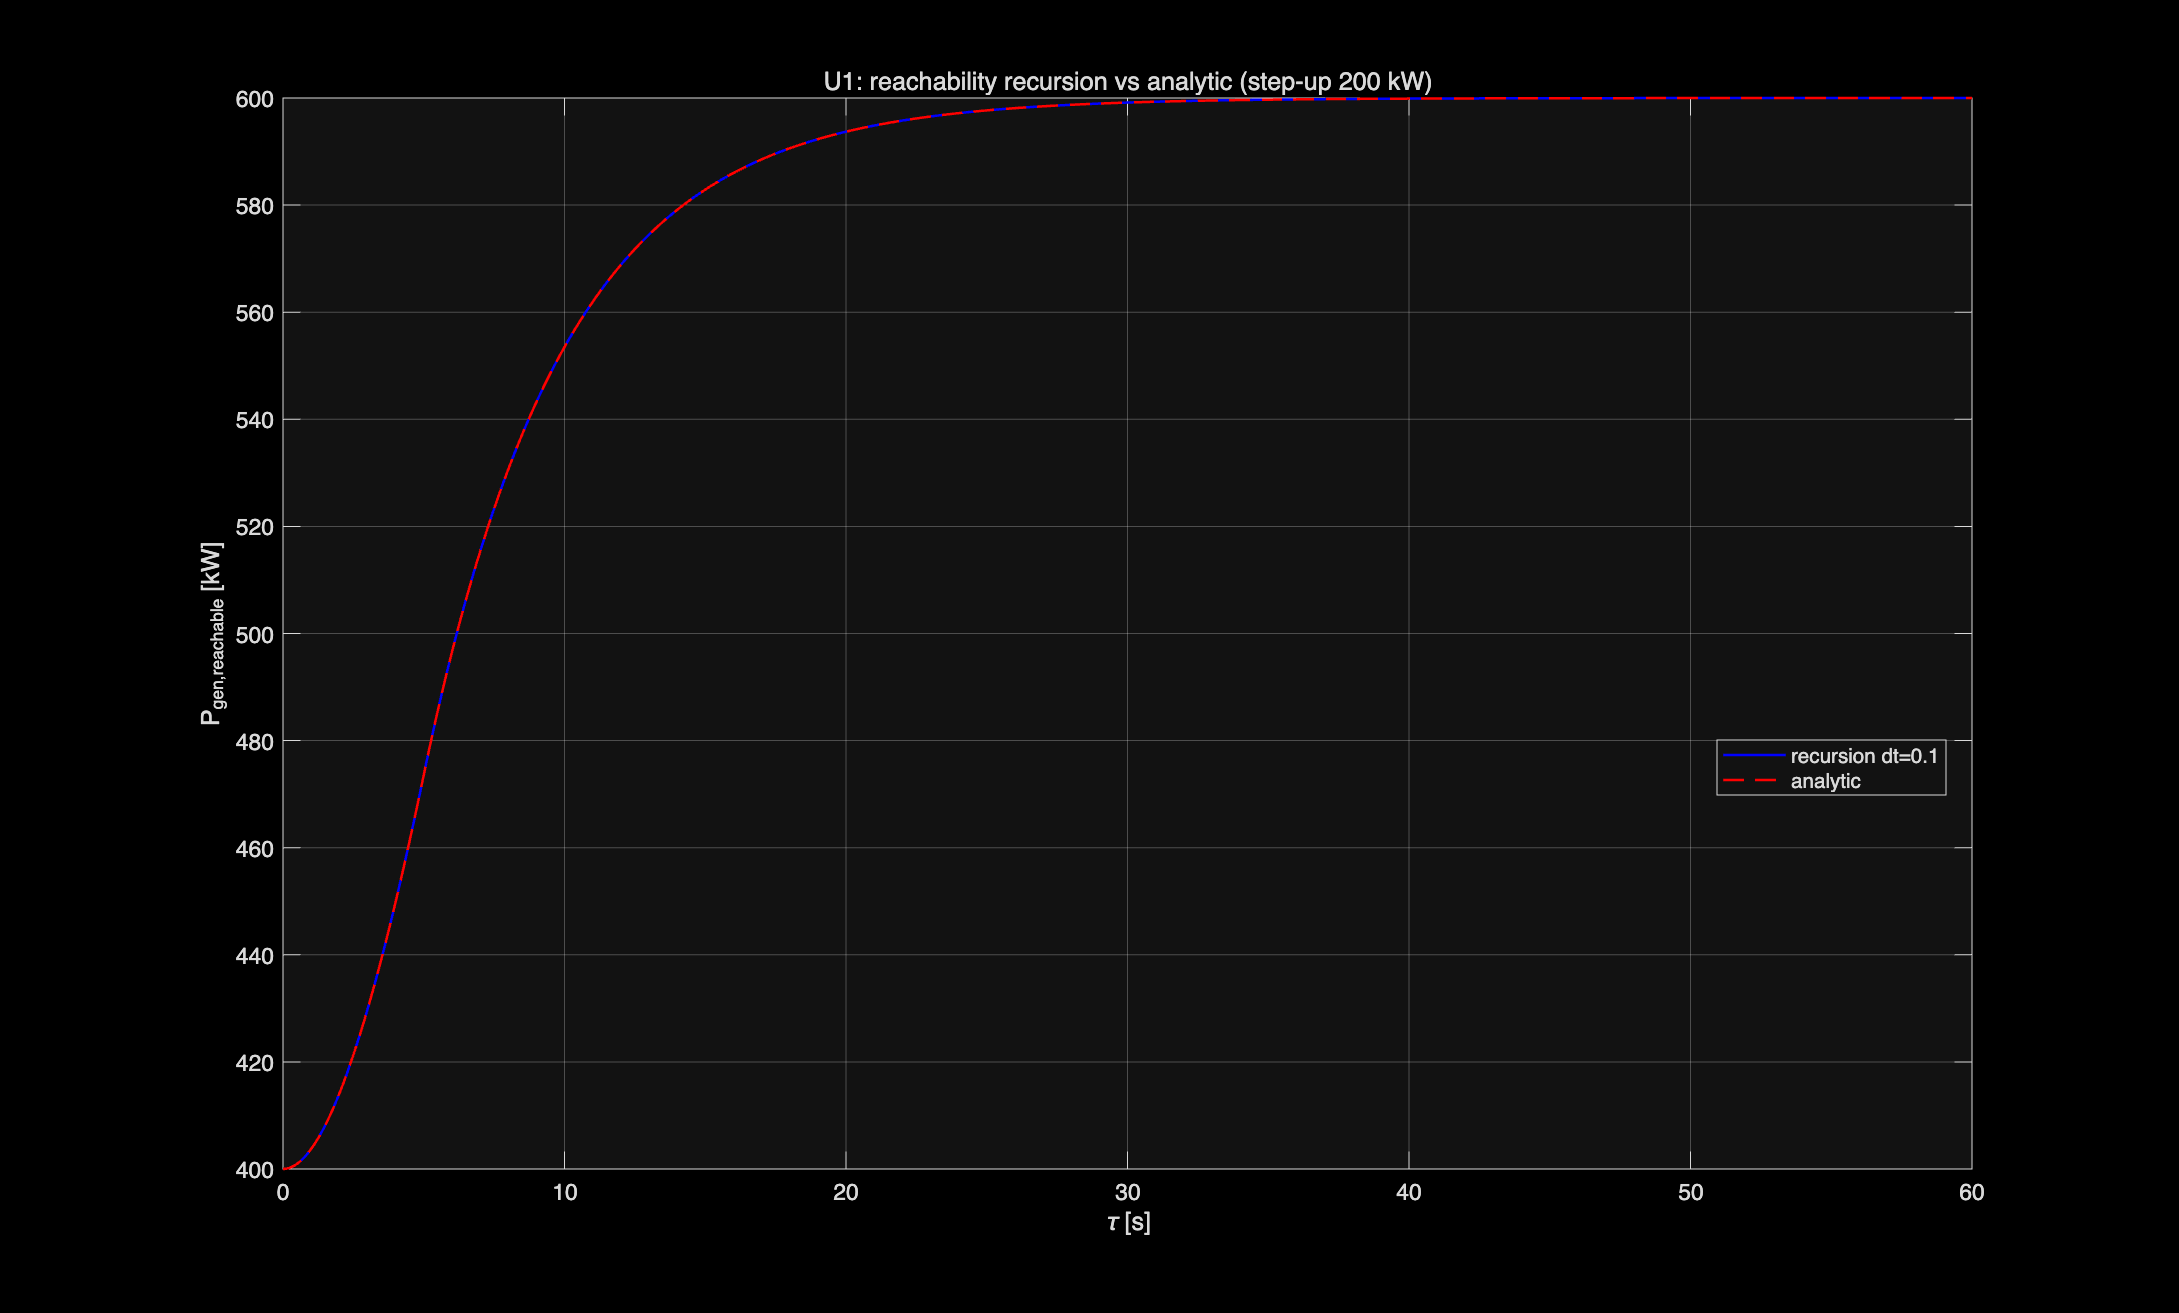 U1: reachability recursion vs analytic (step-up 200 kW)
600
580
560
540
520
500
480
460
440
420
400
P_gen,reachable [kW]
recursion dt=0.1
analytic
0 10 20 30 40 50 60
τ [s]